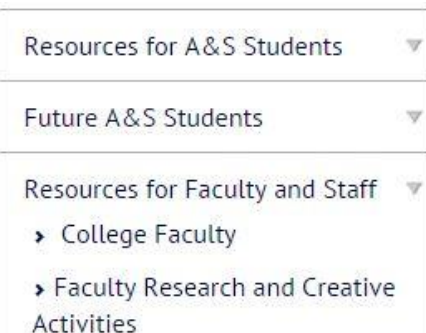 Resources for A&S Students
Future A&S Students
Resources for Faculty and Staff
College Faculty
Faculty Research and Creative
Activities